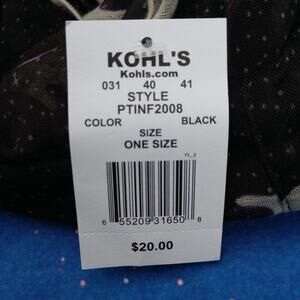 KOHL'S
Kohls.com
031 40 41
STYLE
PTINF2008
COLOR BLACK
SIZE
ONE SIZE
FL_2
6 55209 31650 8
$20.00